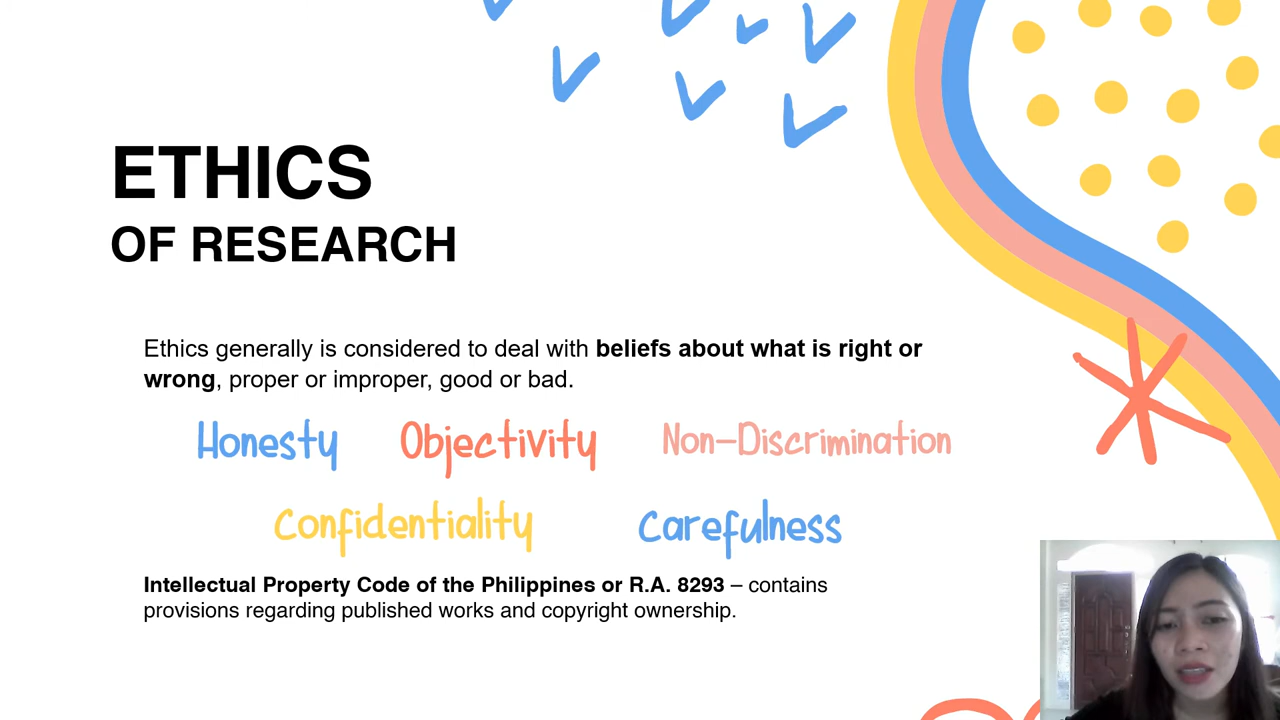 ETHICS
OF RESEARCH
Ethics generally is considered to deal with beliefs about what is right or
wrong, proper or improper, good or bad.
Honesty Objectivity Non-Discrimination
Confidentiality Carefulness
Intellectual Property Code of the Philippines or R.A. 8293 – contains
provisions regarding published works and copyright ownership.